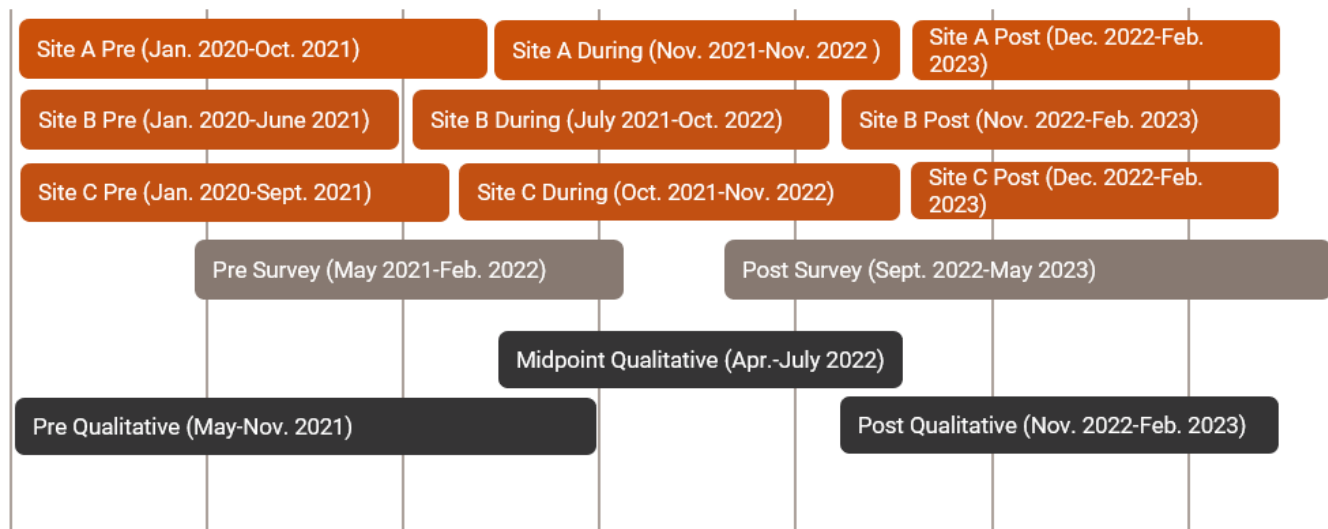 Site A Pre (Jan. 2020-Oct. 2021)
Site A During (Nov. 2021-Nov. 2022 )
Site A Post (Dec. 2022-Feb.
2023)
Site B Pre (Jan. 2020-June 2021)
Site B During (July 2021-Oct. 2022)
Site B Post (Nov. 2022-Feb. 2023)
Site C Pre (Jan. 2020-Sept. 2021)
Site C During (Oct. 2021-Nov. 2022)
Site C Post (Dec. 2022-Feb.
2023)
Pre Survey (May 2021-Feb. 2022)
Post Survey (Sept. 2022-May 2023)
Midpoint Qualitative (Apr.-July 2022)
Pre Qualitative (May-Nov. 2021)
Post Qualitative (Nov. 2022-Feb. 2023)